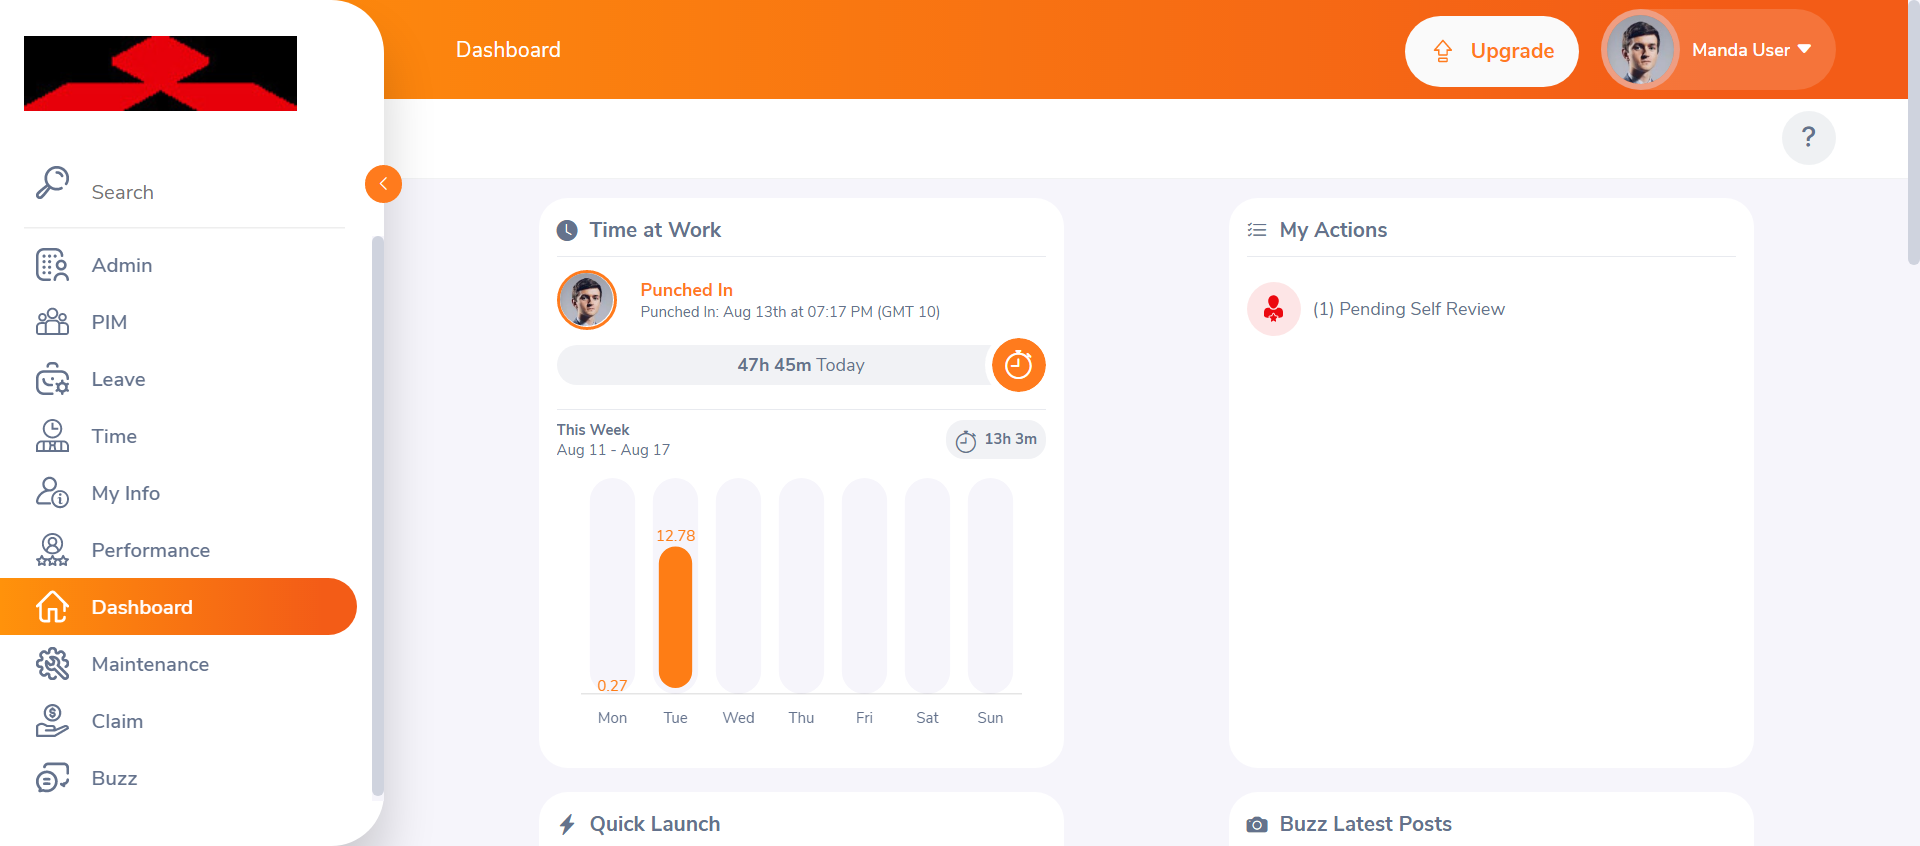 Dashboard
Upgrade
Manda User
?
Search
Admin
PIM
Leave
Time
My Info
Performance
Dashboard
Maintenance
Claim
Buzz
Time at Work
Punched In
Punched In: Aug 13th at 07:17 PM (GMT 10)
47h 45m Today
This Week
Aug 11 - Aug 17
13h 3m
12.78
0.27
Mon Tue Wed Thu Fri Sat Sun
My Actions
(1) Pending Self Review
Quick Launch
Buzz Latest Posts